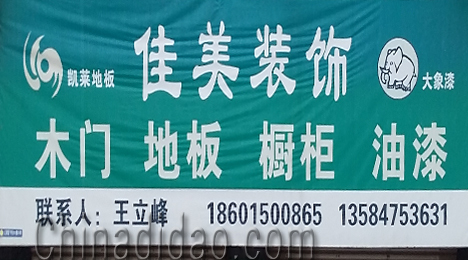 凯莱地板 佳美装饰 大象漆
木门 地板 橱柜 油漆
联系人：王立峰 18601500865 13584753631
Chinadidao.com